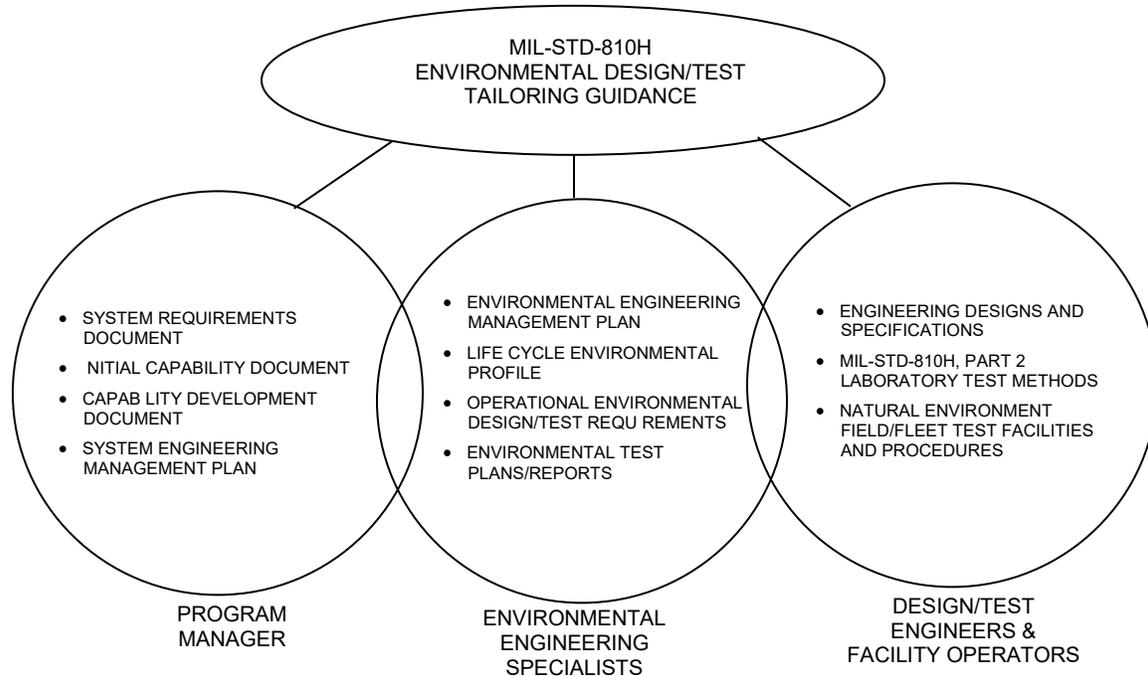 MIL-STD-810H
ENVIRONMENTAL DESIGN/TEST
TAILORING GUIDANCE
• SYSTEM REQUIREMENTS
DOCUMENT
• NITIAL CAPABILITY DOCUMENT
• CAPAB LITY DEVELOPMENT
DOCUMENT
• SYSTEM ENGINEERING
MANAGEMENT PLAN
PROGRAM
MANAGER
• ENVIRONMENTAL ENGINEERING
MANAGEMENT PLAN
• LIFE CYCLE ENVIRONMENTAL
PROFILE
• OPERATIONAL ENVIRONMENTAL
DESIGN/TEST REQU REMENTS
• ENVIRONMENTAL TEST
PLANS/REPORTS
ENVIRONMENTAL
ENGINEERING
SPECIALISTS
• ENGINEERING DESIGNS AND
SPECIFICATIONS
• MIL-STD-810H, PART 2
LABORATORY TEST METHODS
• NATURAL ENVIRONMENT
FIELD/FLEET TEST FACILITIES
AND PROCEDURES
DESIGN/TEST
ENGINEERS &
FACILITY OPERATORS